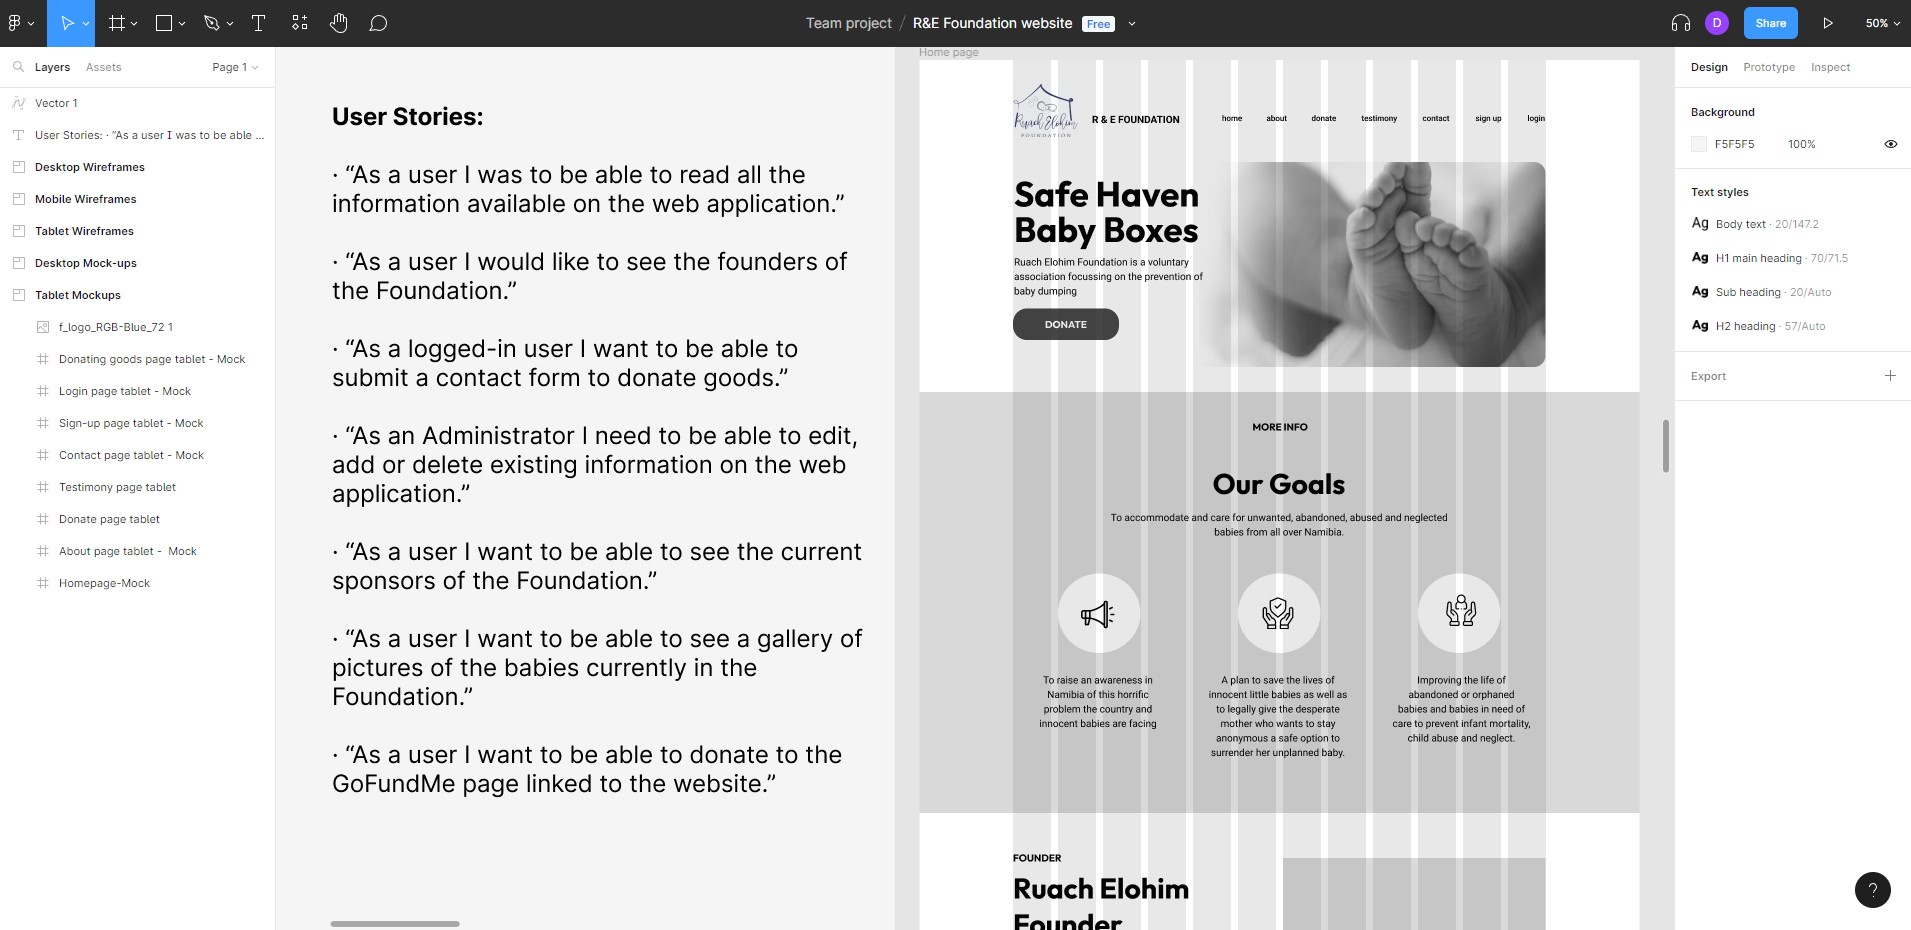 Team project / R&E Foundation website Free
D
Share
50%
Layers
Assets
Page 1
Vector 1
User Stories: · “As a user I was to be able ...
Desktop Wireframes
Mobile Wireframes
Tablet Wireframes
Desktop Mock-ups
Tablet Mockups
f_logo_RGB-Blue_72 1
Donating goods page tablet - Mock
Login page tablet - Mock
Sign-up page tablet - Mock
Contact page tablet - Mock
Testimony page tablet
Donate page tablet
About page tablet - Mock
Homepage-Mock
User Stories:
· “As a user I was to be able to read all the
information available on the web application.”
· “As a user I would like to see the founders of
the Foundation.”
· “As a logged-in user I want to be able to
submit a contact form to donate goods.”
· “As an Administrator I need to be able to edit,
add or delete existing information on the web
application.”
· “As a user I want to be able to see the current
sponsors of the Foundation.”
· “As a user I want to be able to see a gallery of
pictures of the babies currently in the
Foundation.”
· “As a user I want to be able to donate to the
GoFundMe page linked to the website.”
Home page
Ruach Elohim
FOUNDATION
R & E FOUNDATION
home
about
donate
testimony
contact
sign up
login
Safe Haven
Baby Boxes
Ruach Elohim Foundation is a voluntary
association focussing on the prevention of
baby dumping
DONATE
MORE INFO
Our Goals
To accommodate and care for unwanted, abandoned, abused and neglected
babies from all over Namibia.
To raise an awareness in
Namibia of this horrific
problem the country and
innocent babies are facing
A plan to save the lives of
innocent little babies as well as
to legally give the desperate
mother who wants to stay
anonymous a safe option to
surrender her unplanned baby.
Improving the life of
abandoned or orphaned
babies and babies in need of
care to prevent infant mortality,
child abuse and neglect.
FOUNDER
Ruach Elohim
Founder
Design
Prototype
Inspect
Background
F5F5F5
100%
Text styles
Ag Body text · 20/147.2
Ag H1 main heading · 70/71.5
Ag Sub heading · 20/Auto
Ag H2 heading · 57/Auto
Export
?